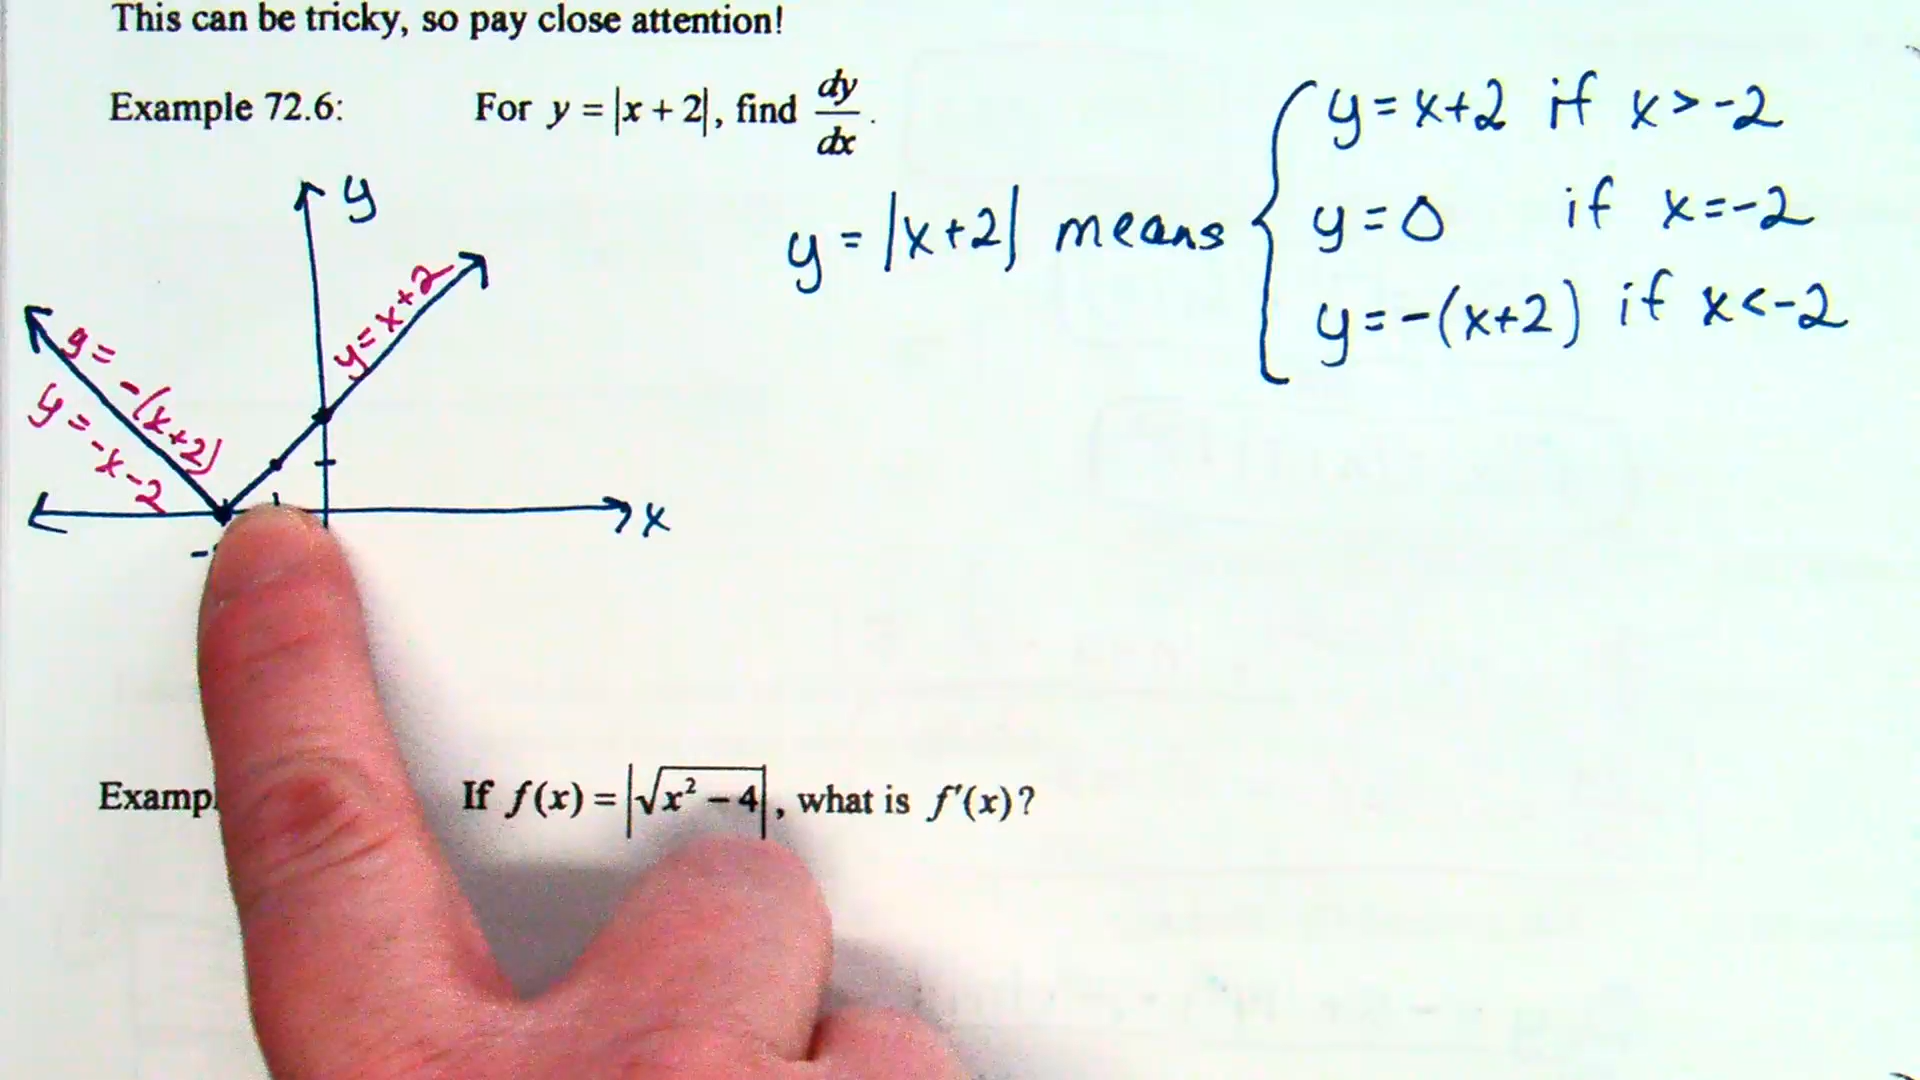 This can be tricky, so pay close attention!
Example 72.6: For y = |x + 2|, find dy/dx.
y = |x+2| means { y = x+2 if x > -2
y = 0 if x = -2
y = -(x+2) if x < -2
y
y = x+2
y = -(x+2)
y = -x-2
x
If f(x) = |√(x² − 4)|, what is f′(x)?